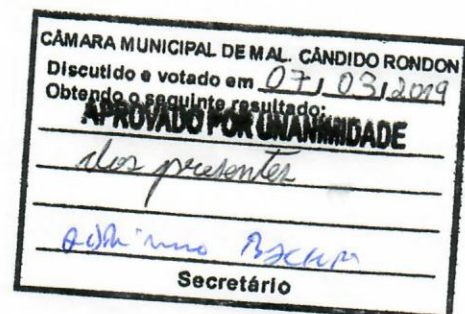 CÂMARA MUNICIPAL DE MAL. CÂNDIDO RONDON
Discutido e votado em 07/03/2019
Obtendo o seguinte resultado:
APROVADO POR UNANIMIDADE
dos presentes
Secretário